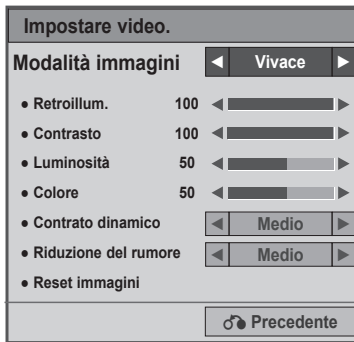 Impostare video.
Modalità immagini ◀ Vivace ▶
● Retroillum. 100
● Contrasto 100
● Luminosità 50
● Colore 50
● Contrato dinamico ◀ Medio ▶
● Riduzione del rumore ◀ Medio ▶
● Reset immagini
Precedente